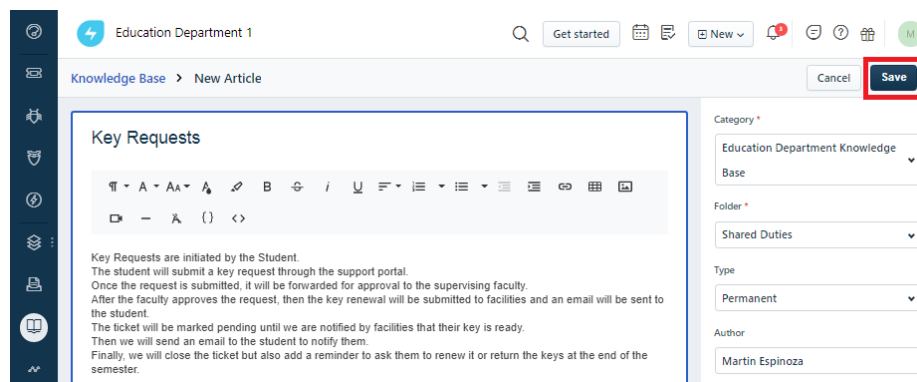 Education Department 1
Get started
New
3
M
Knowledge Base > New Article
Cancel
Save
Key Requests
Key Requests are initiated by the Student.
The student will submit a key request through the support portal.
Once the request is submitted, it will be forwarded for approval to the supervising faculty.
After the faculty approves the request, then the key renewal will be submitted to facilities and an email will be sent to
the student.
The ticket will be marked pending until we are notified by facilities that their key is ready.
Then we will send an email to the student to notify them.
Finally, we will close the ticket but also add a reminder to ask them to renew it or return the keys at the end of the
semester.
Category *
Education Department Knowledge
Base
Folder *
Shared Duties
Type
Permanent
Author
Martin Espinoza